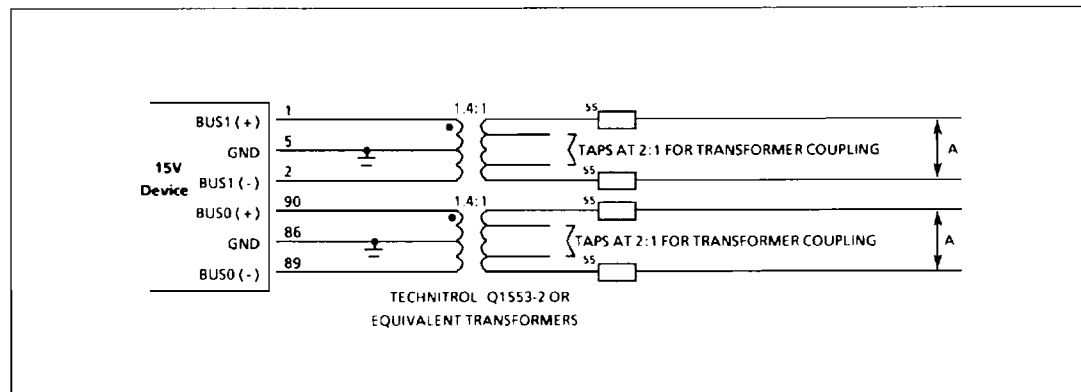 1
1.4:1
55
BUS1 (+)
5
GND
TAPS AT 2:1 FOR TRANSFORMER COUPLING
A
15V
Device
2
BUS1 (-)
55
90
1.4:1
55
BUS0 (+)
86
GND
TAPS AT 2:1 FOR TRANSFORMER COUPLING
A
89
55
BUS0 (-)
TECHNITROL Q1553-2 OR
EQUIVALENT TRANSFORMERS